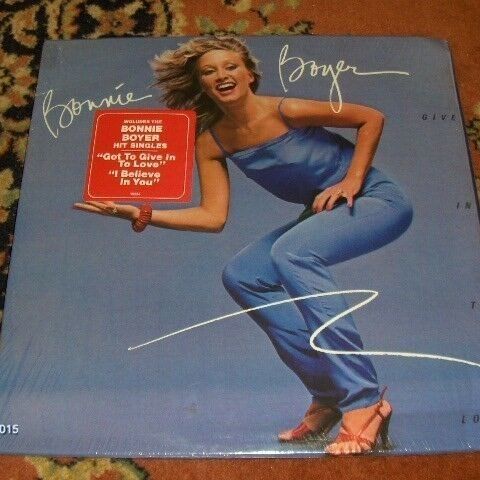 Bonnie Boyer
INCLUDES THE
BONNIE
BOYER
HIT SINGLES
"Got To Give In
To Love"
"I Believe
In You"
GIVE
IN
T
LO
015